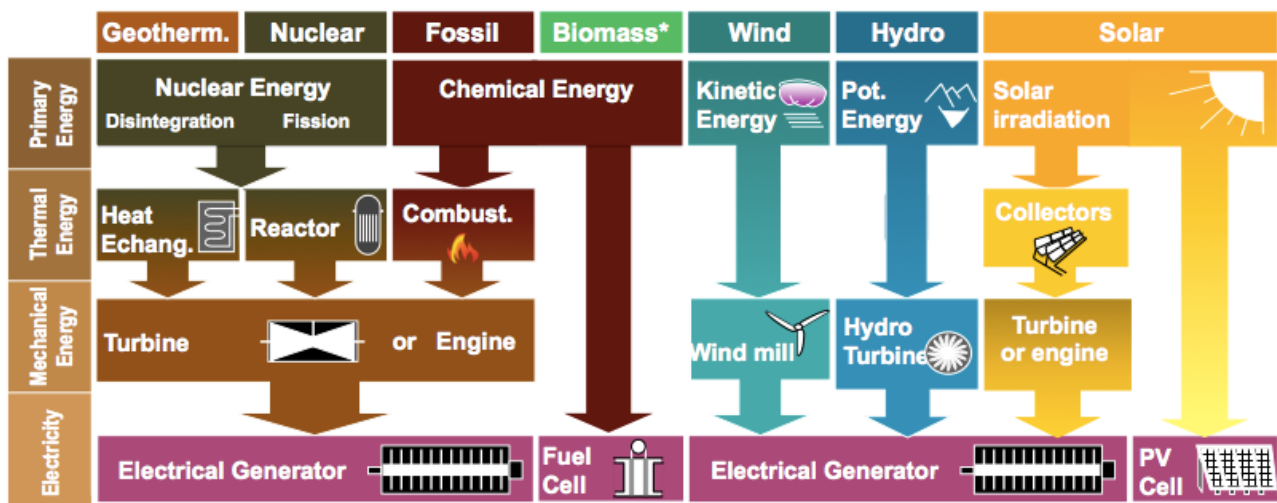 Geotherm.
Nuclear
Fossil
Biomass*
Wind
Hydro
Solar
Primary
Energy
Nuclear Energy
Disintegration
Fission
Chemical Energy
Kinetic
Energy
Pot.
Energy
Solar
irradiation
Thermal
Energy
Heat
Echang.
Reactor
Combust.
Collectors
Mechanical
Energy
Turbine
or Engine
Wind mill
Hydro
Turbine
Turbine
or engine
Electricity
Electrical Generator
Fuel
Cell
Electrical Generator
PV
Cell